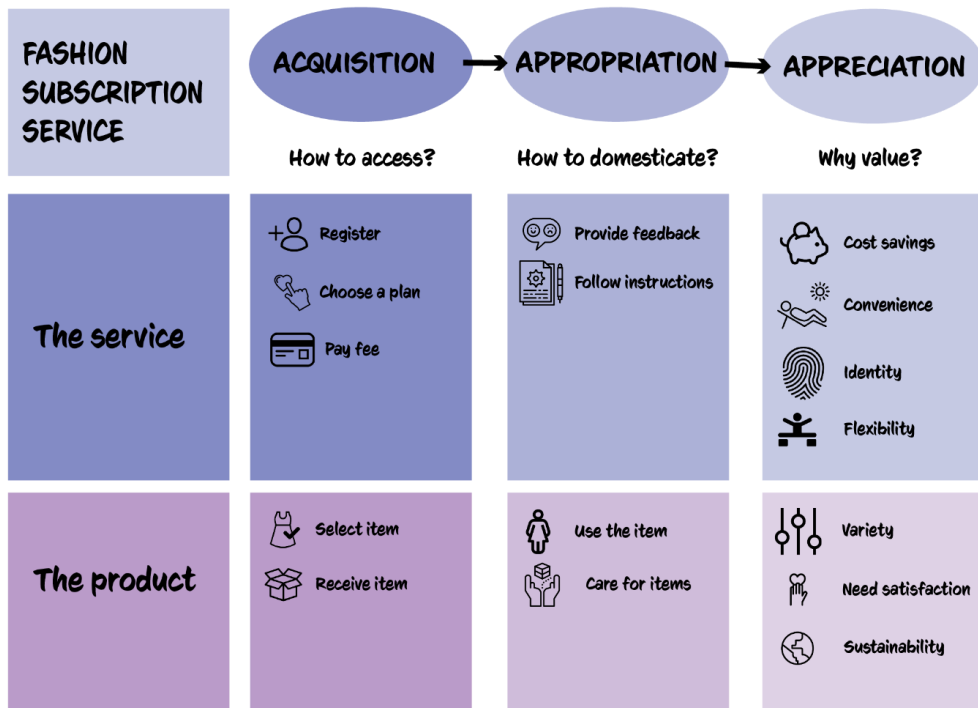 FASHION
SUBSCRIPTION
SERVICE
ACQUISITION
APPROPRIATION
APPRECIATION
How to access?
How to domesticate?
Why value?
The service
Register
Choose a plan
Pay fee
Provide feedback
Follow instructions
Cost savings
Convenience
Identity
Flexibility
The product
Select item
Receive item
Use the item
Care for items
Variety
Need satisfaction
Sustainability